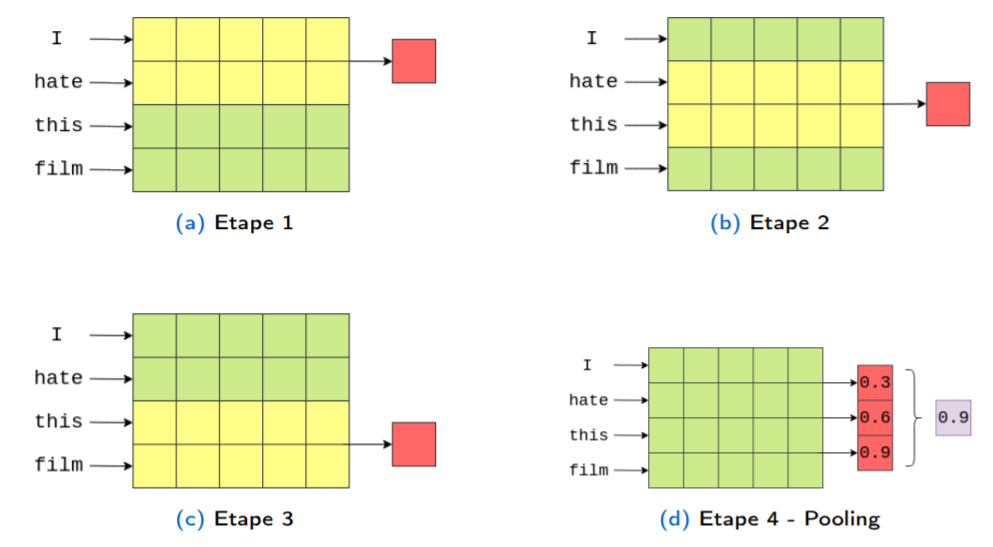 I
hate
this
film
(a) Etape 1
I
hate
this
film
(b) Etape 2
I
hate
this
film
(c) Etape 3
I
hate
this
film
0.3
0.6
0.9
0.9
(d) Etape 4 - Pooling